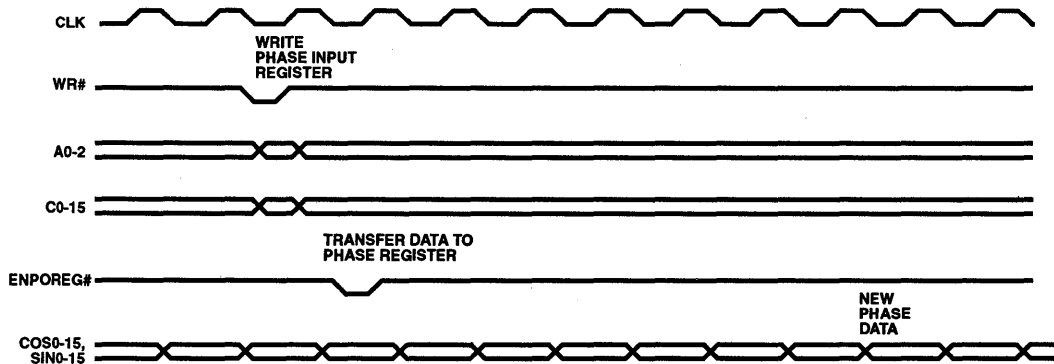 CLK
WRITE
PHASE INPUT
REGISTER
WR#
A0-2
C0-15
TRANSFER DATA TO
PHASE REGISTER
ENPOREG#
NEW
PHASE
DATA
COS0-15,
SIN0-15